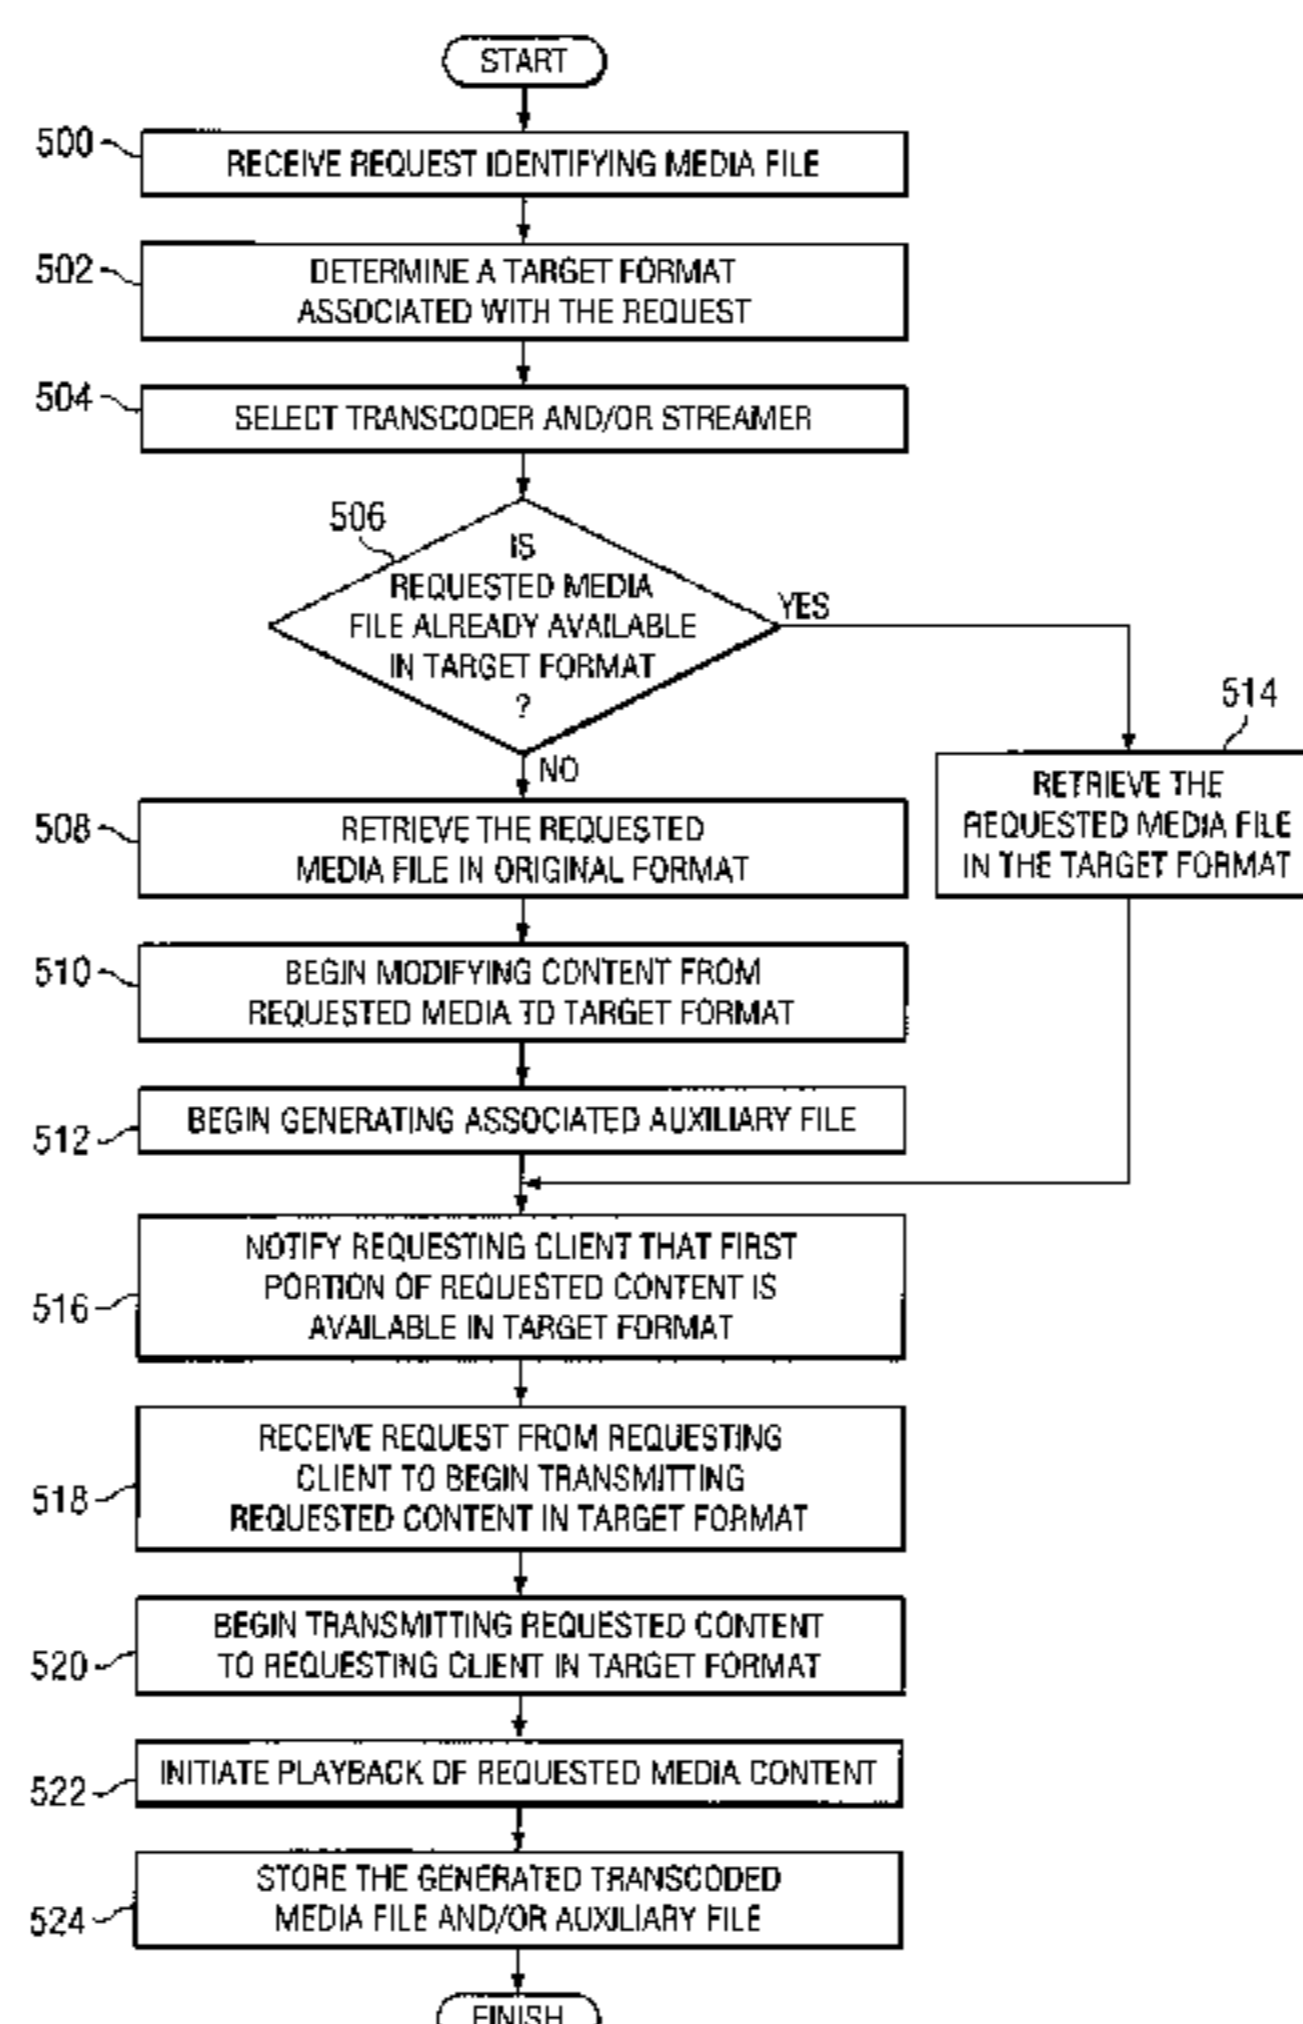 START
500
RECEIVE REQUEST IDENTIFYING MEDIA FILE
502
DETERMINE A TARGET FORMAT
ASSOCIATED WITH THE REQUEST
504
SELECT TRANSCODER AND/OR STREAMER
506
IS
REQUESTED MEDIA
FILE ALREADY AVAILABLE
IN TARGET FORMAT
?
YES
NO
514
RETRIEVE THE
REQUESTED MEDIA FILE
IN THE TARGET FORMAT
508
RETRIEVE THE REQUESTED
MEDIA FILE IN ORIGINAL FORMAT
510
BEGIN MODIFYING CONTENT FROM
REQUESTED MEDIA TO TARGET FORMAT
512
BEGIN GENERATING ASSOCIATED AUXILIARY FILE
516
NOTIFY REQUESTING CLIENT THAT FIRST
PORTION OF REQUESTED CONTENT IS
AVAILABLE IN TARGET FORMAT
518
RECEIVE REQUEST FROM REQUESTING
CLIENT TO BEGIN TRANSMITTING
REQUESTED CONTENT IN TARGET FORMAT
520
BEGIN TRANSMITTING REQUESTED CONTENT
TO REQUESTING CLIENT IN TARGET FORMAT
522
INITIATE PLAYBACK OF REQUESTED MEDIA CONTENT
524
STORE THE GENERATED TRANSCODED
MEDIA FILE AND/OR AUXILIARY FILE
FINISH